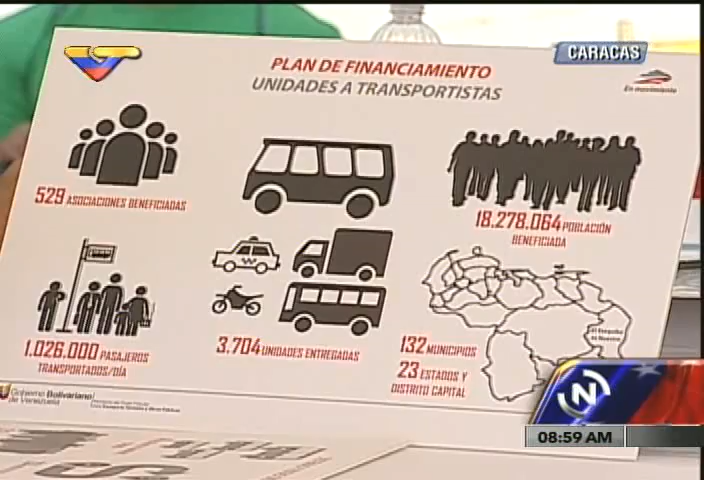 CARACAS
PLAN DE FINANCIAMIENTO
UNIDADES A TRANSPORTISTAS
En movimiento
529 ASOCIACIONES BENEFICIADAS
18.278.064 POBLACIÓN
BENEFICIADA
1.026.000 PASAJEROS
TRANSPORTADOS/DÍA
3.704 UNIDADES ENTREGADAS
132 MUNICIPIOS
23 ESTADOS Y
DISTRITO CAPITAL
Gobierno Bolivariano
de Venezuela
N
08:59 AM